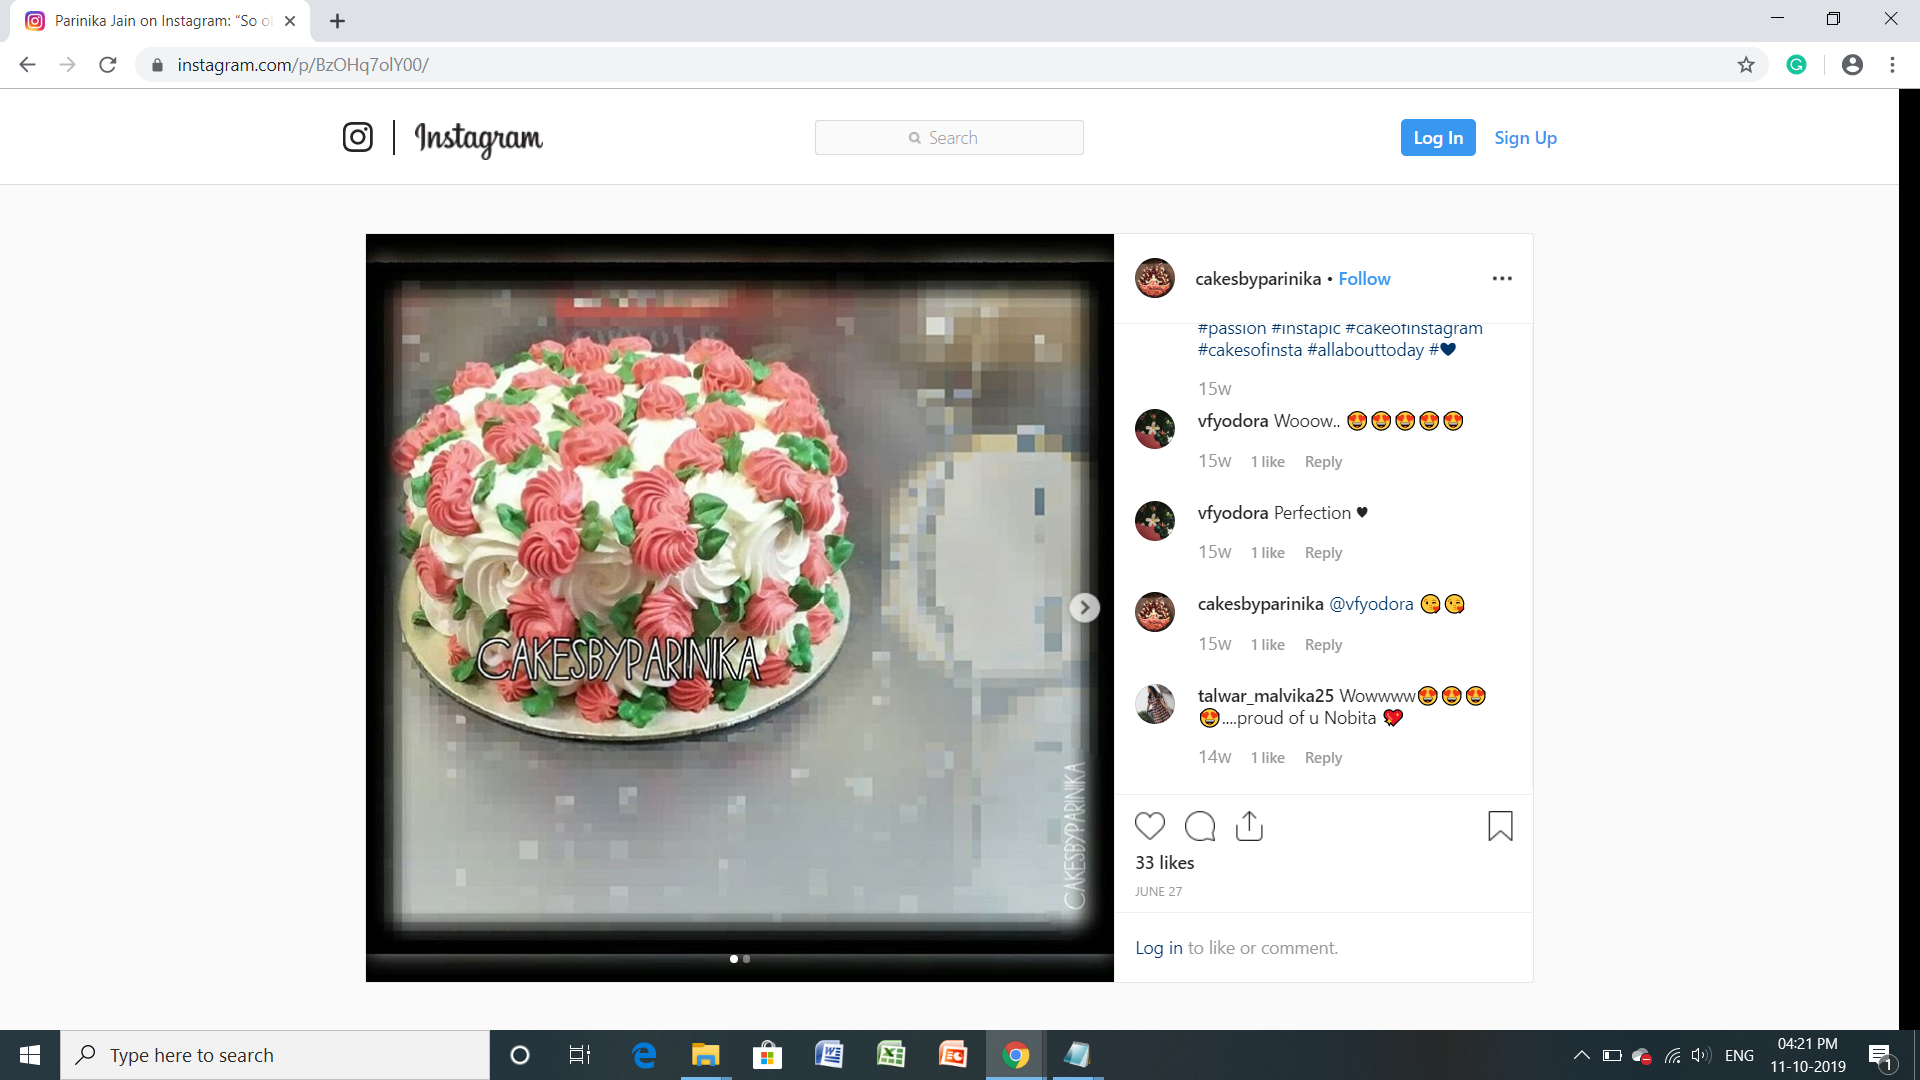 Parinika Jain on Instagram: “So o
instagram.com/p/BzOHq7olY00/
Instagram
Search
Log In
Sign Up
cakesbyparinika • Follow
#passion #instapic #cakeofinstagram
#cakesofinsta #allabouttoday #🖤
15w
vfyodora Wooow.. 😍😍😍😍😍
15w 1 like Reply
vfyodora Perfection ♥
15w 1 like Reply
cakesbyparinika @vfyodora 😘😘
15w 1 like Reply
talwar_malvika25 Wowwww😍😍😍
😍....proud of u Nobita 💖
14w 1 like Reply
33 likes
JUNE 27
Log in to like or comment.
CAKESBYPARINIKA
CAKESBYPARINIKA
Type here to search
ENG
04:21 PM
11-10-2019
1